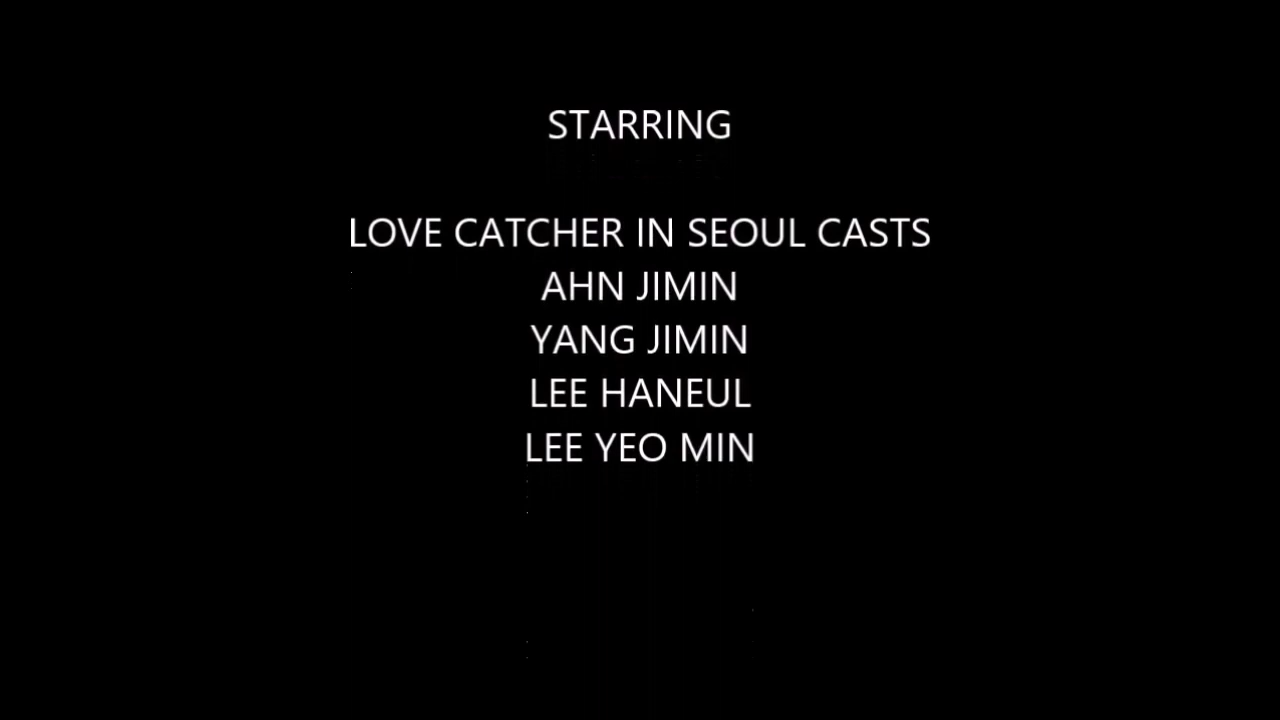 STARRING
LOVE CATCHER IN SEOUL CASTS
AHN JIMIN
YANG JIMIN
LEE HANEUL
LEE YEO MIN